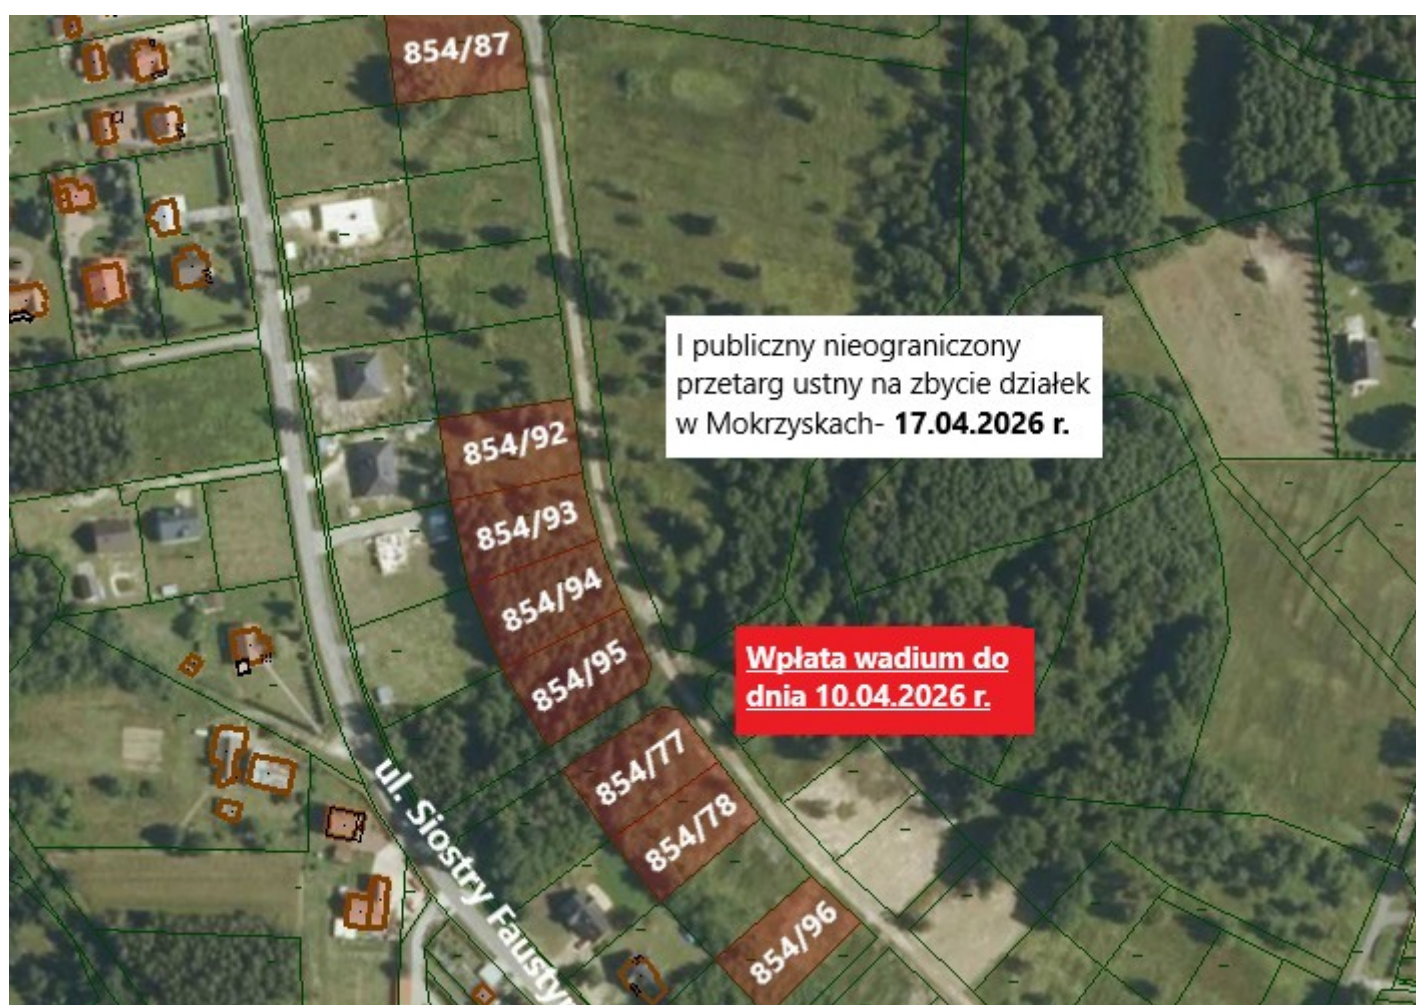 854/87
I publiczny nieograniczony
przetarg ustny na zbycie działek
w Mokrzyskach- 17.04.2026 r.
854/92
854/93
854/94
854/95
Wpłata wadium do
dnia 10.04.2026 r.
854/77
854/78
854/96
ul. Siostry Faustyn